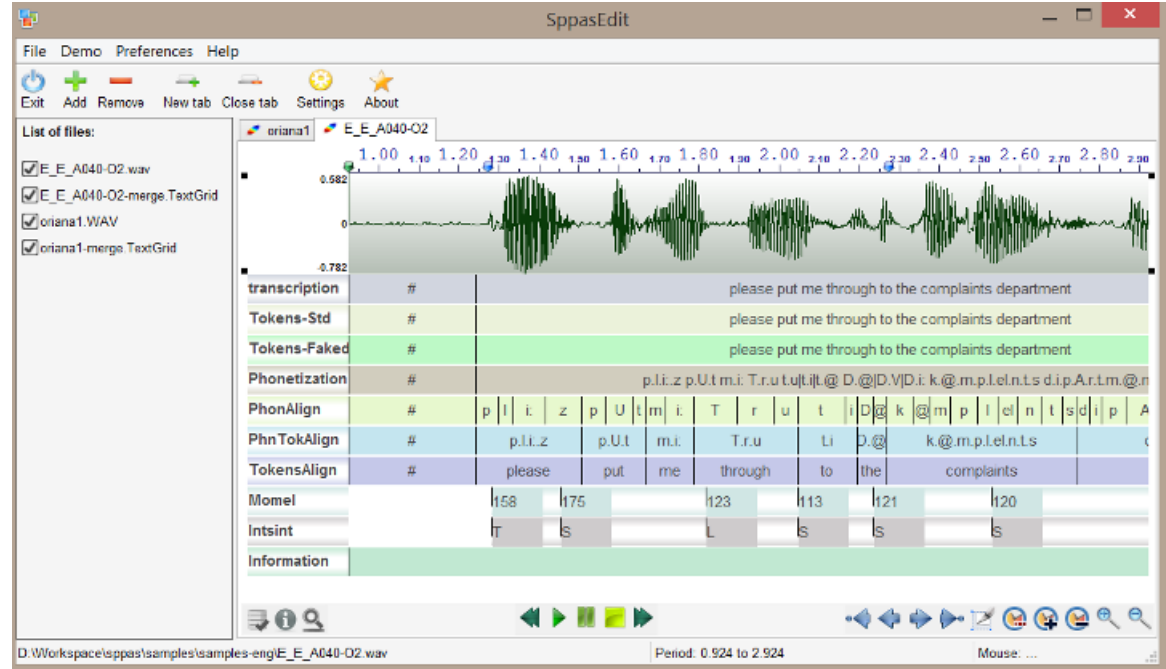 SppasEdit
File Demo Preferences Help
Exit Add Remove New tab Close tab Settings About
List of files:
oriana1 E_E_A040-O2
E_E_A040-O2.wav
E_E_A040-O2-merge.TextGrid
oriana1.WAV
oriana1-merge.TextGrid
1.00 1.10 1.20 1.30 1.40 1.50 1.60 1.70 1.80 1.90 2.00 2.10 2.20 2.30 2.40 2.50 2.60 2.70 2.80 2.90
0.582
0
-0.782
transcription # please put me through to the complaints department
Tokens-Std # please put me through to the complaints department
Tokens-Faked # please put me through to the complaints department
Phonetization # p.l.i:.z p.U.t m.i: T.r.u t.u|t.i|t.@ D.@|D.V|D.i: k.@.m.p.l.eI.n.t.s d.i.p.A.r.t.m.@.n
PhonAlign # p l i: z p U t m i: T r u t i D @ k @ m p l eI n t s d i p A
PhnTokAlign # p.l.i:.z p.U.t m.i: T.r.u t.i D.@ k.@.m.p.l.eI.n.t.s
TokensAlign # please put me through to the complaints
Momel 158 175 123 113 121 120
Intsint T S L S S S
Information
D:\Workspace\sppas\samples\samples-eng\E_E_A040-O2.wav Period: 0.924 to 2.924 Mouse: ...